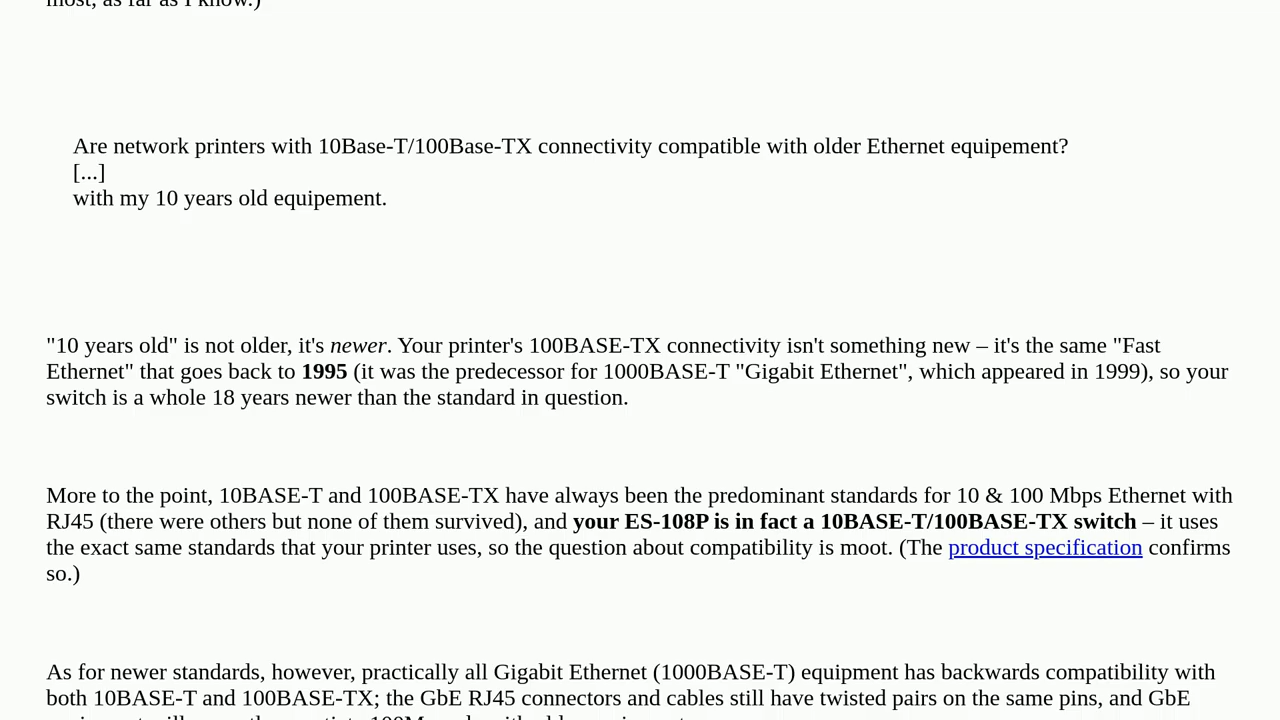 most, as far as I know.)
Are network printers with 10Base-T/100Base-TX connectivity compatible with older Ethernet equipement?
[...]
with my 10 years old equipement.
"10 years old" is not older, it's newer. Your printer's 100BASE-TX connectivity isn't something new – it's the same "Fast
Ethernet" that goes back to 1995 (it was the predecessor for 1000BASE-T "Gigabit Ethernet", which appeared in 1999), so your
switch is a whole 18 years newer than the standard in question.
More to the point, 10BASE-T and 100BASE-TX have always been the predominant standards for 10 & 100 Mbps Ethernet with
RJ45 (there were others but none of them survived), and your ES-108P is in fact a 10BASE-T/100BASE-TX switch – it uses
the exact same standards that your printer uses, so the question about compatibility is moot. (The product specification confirms
so.)
As for newer standards, however, practically all Gigabit Ethernet (1000BASE-T) equipment has backwards compatibility with
both 10BASE-T and 100BASE-TX; the GbE RJ45 connectors and cables still have twisted pairs on the same pins, and GbE